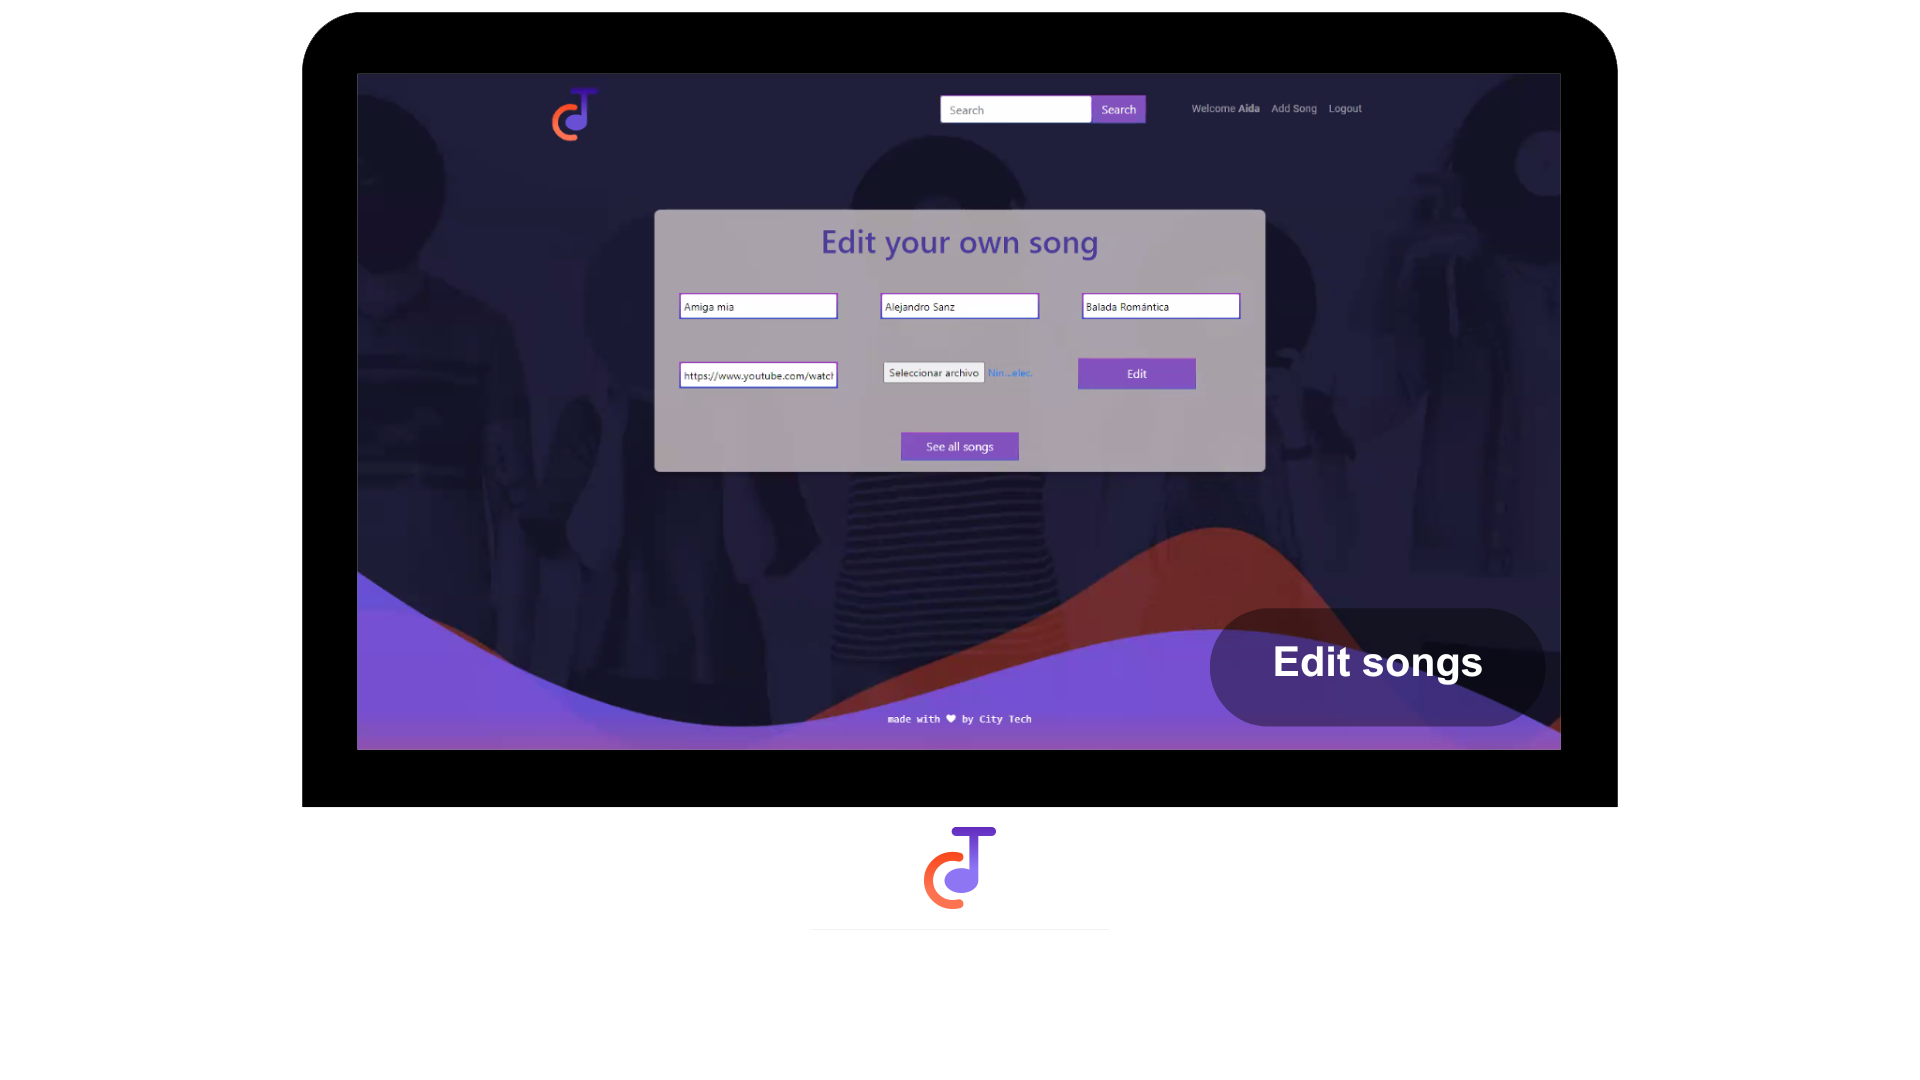 Search
Search
Welcome Aida
Add Song
Logout
Edit your own song
Amiga mia
Alejandro Sanz
Balada Romántica
https://www.youtube.com/watch
Seleccionar archivo
Nin...elec.
Edit
See all songs
Edit songs
made with ♥ by City Tech